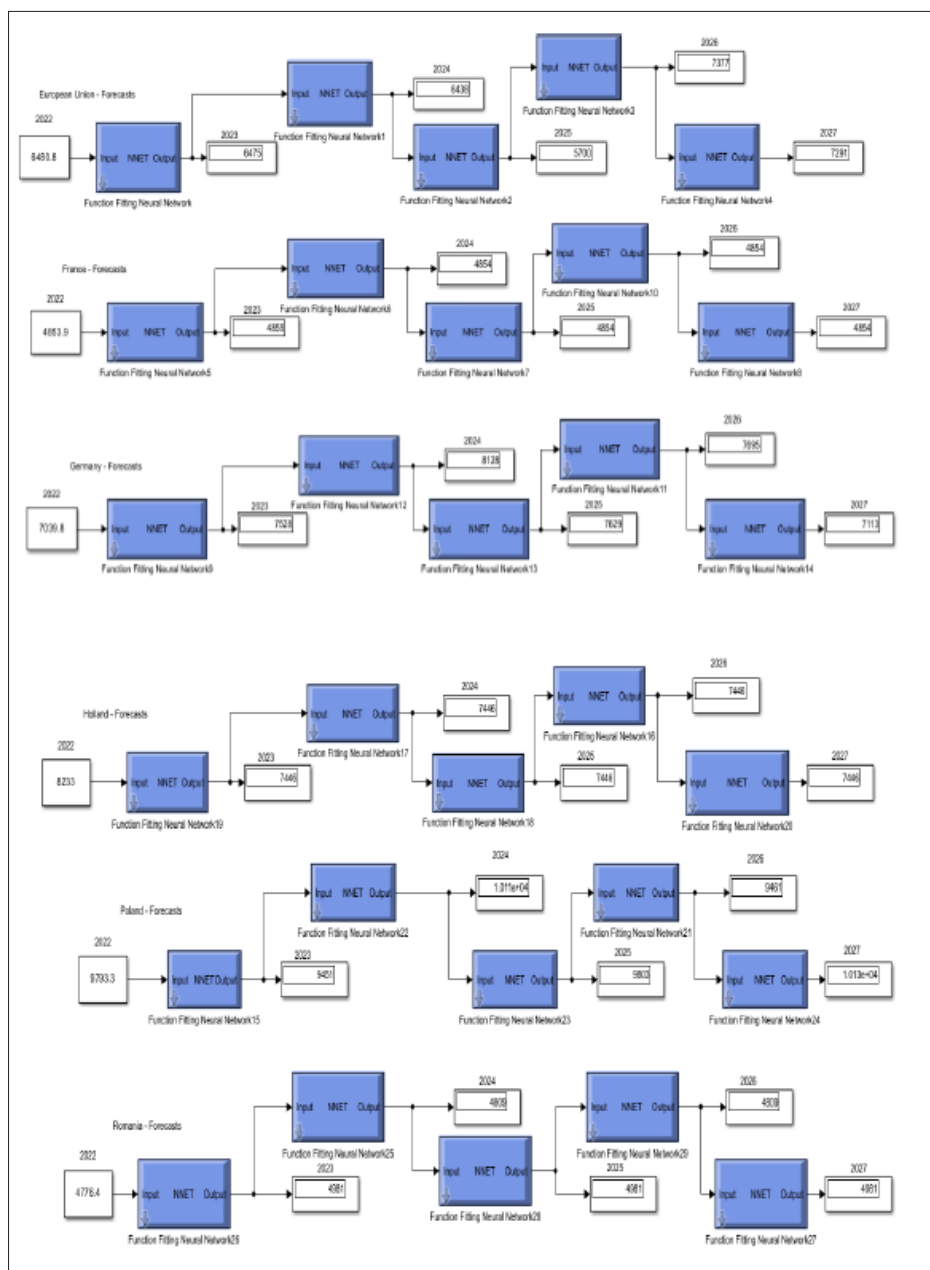 European Union - Forecasts
2022
Input NNET Output
Function Fitting Neural Network
2023
6475
Input NNET Output
Function Fitting Neural Network1
2024
6438
Input NNET Output
Function Fitting Neural Network2
2025
5700
Input NNET Output
Function Fitting Neural Network3
2026
7377
Input NNET Output
Function Fitting Neural Network4
2027
7291
France - Forecasts
2022
Input NNET Output
Function Fitting Neural Network5
2023
Input NNET Output
Function Fitting Neural Network6
2024
4854
Input NNET Output
Function Fitting Neural Network7
2025
4854
Input NNET Output
Function Fitting Neural Network10
2026
4854
Input NNET Output
Function Fitting Neural Network8
2027
4854
Germany - Forecasts
2022
7039.8
Input NNET Output
Function Fitting Neural Network9
2023
7528
Input NNET Output
Function Fitting Neural Network12
2024
8128
Input NNET Output
Function Fitting Neural Network13
2025
7629
Input NNET Output
Function Fitting Neural Network11
2026
7695
Input NNET Output
Function Fitting Neural Network14
2027
7113
Holland - Forecasts
2022
8233
Input NNET Output
Function Fitting Neural Network19
2023
7446
Input NNET Output
Function Fitting Neural Network17
2024
7446
Input NNET Output
Function Fitting Neural Network18
2025
7446
Input NNET Output
Function Fitting Neural Network16
2026
7446
Input NNET Output
Function Fitting Neural Network20
2027
7446
Poland - Forecasts
2022
9793.3
Input NNET Output
Function Fitting Neural Network15
2023
9451
Input NNET Output
Function Fitting Neural Network22
2024
1.011e+04
Input NNET Output
Function Fitting Neural Network23
2025
9803
Input NNET Output
Function Fitting Neural Network21
2026
9461
Input NNET Output
Function Fitting Neural Network24
2027
1.013e+04
Romania - Forecasts
2022
4776.4
Input NNET Output
Function Fitting Neural Network26
2023
4981
Input NNET Output
Function Fitting Neural Network25
2024
4809
Input NNET Output
Function Fitting Neural Network28
2025
4981
Input NNET Output
Function Fitting Neural Network29
2026
4809
Input NNET Output
Function Fitting Neural Network27
2027
4981